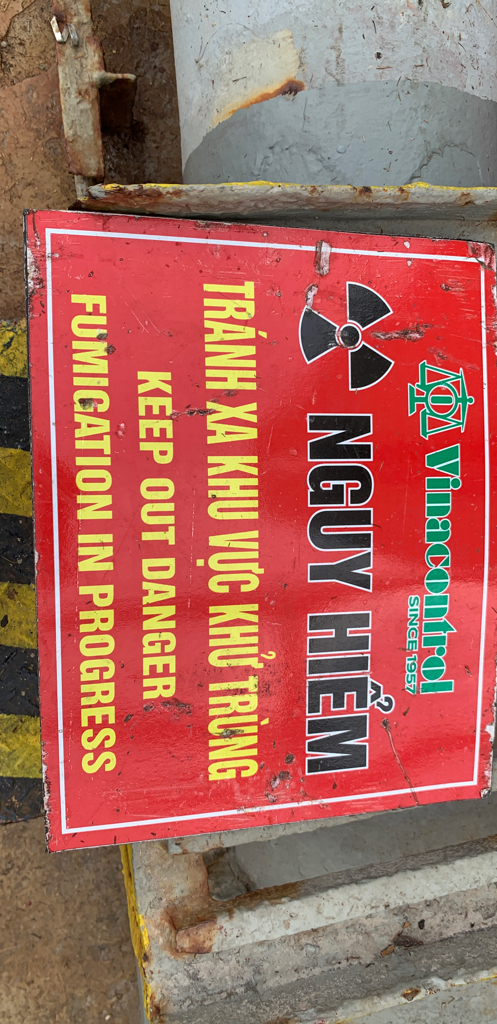 Vinacontrol
SINCE 1957
NGUY HIỂM
TRÁNH XA KHU VỰC KHỬ TRÙNG
KEEP OUT DANGER
FUMIGATION IN PROGRESS